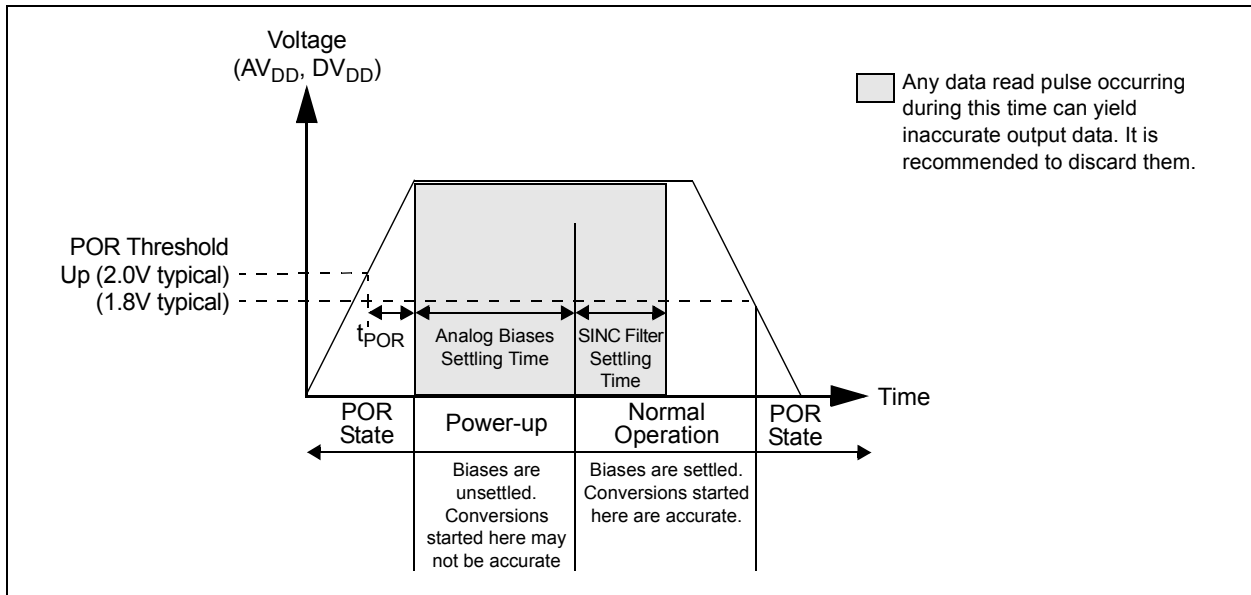 Voltage
(AVDD, DVDD)
Any data read pulse occurring
during this time can yield
inaccurate output data. It is
recommended to discard them.
POR Threshold
Up (2.0V typical)
(1.8V typical)
tPOR
Analog Biases
Settling Time
SINC Filter
Settling
Time
Time
POR
State
Power-up
Normal
Operation
POR
State
Biases are
unsettled.
Conversions
started here may
not be accurate
Biases are settled.
Conversions started
here are accurate.